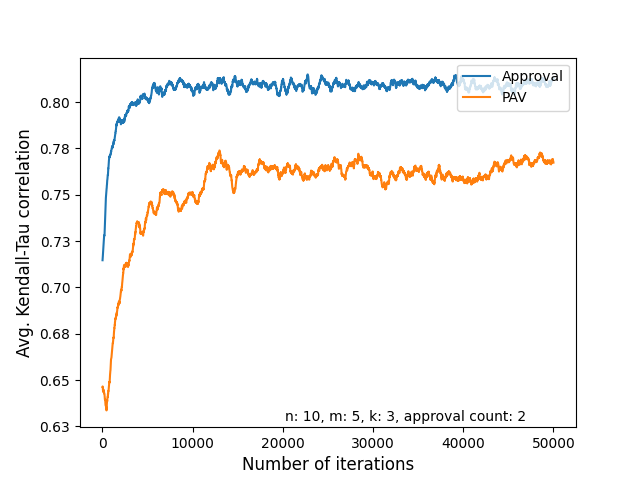 Approval
PAV
0.80
0.78
0.75
0.73
0.70
0.68
0.65
0.63
Avg. Kendall-Tau correlation
n: 10, m: 5, k: 3, approval count: 2
0
10000
20000
30000
40000
50000
Number of iterations